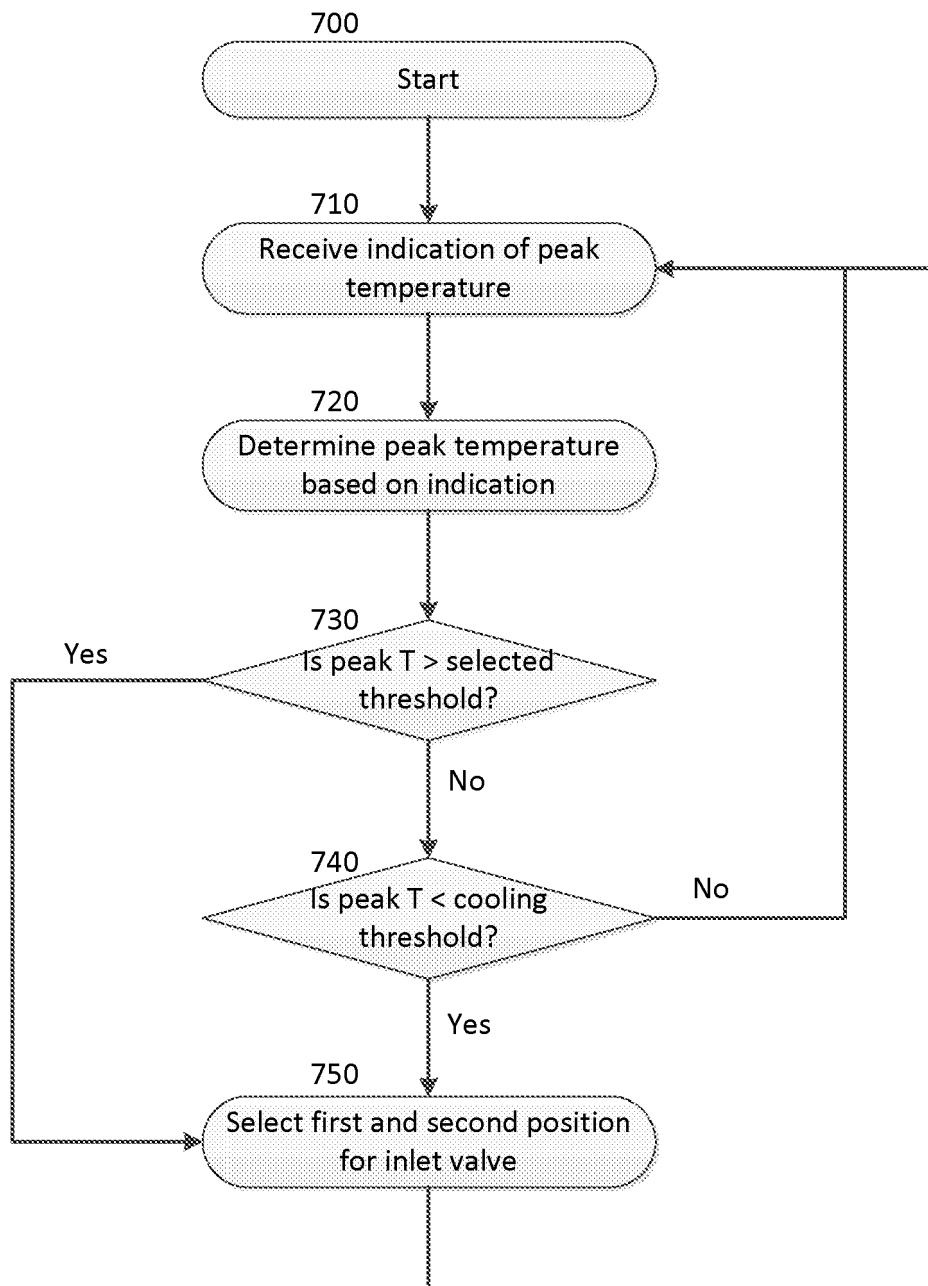 700
Start
710
Receive indication of peak
temperature
720
Determine peak temperature
based on indication
730
Yes
Is peak T > selected
threshold?
No
740
Is peak T < cooling
threshold?
No
Yes
750
Select first and second position
for inlet valve